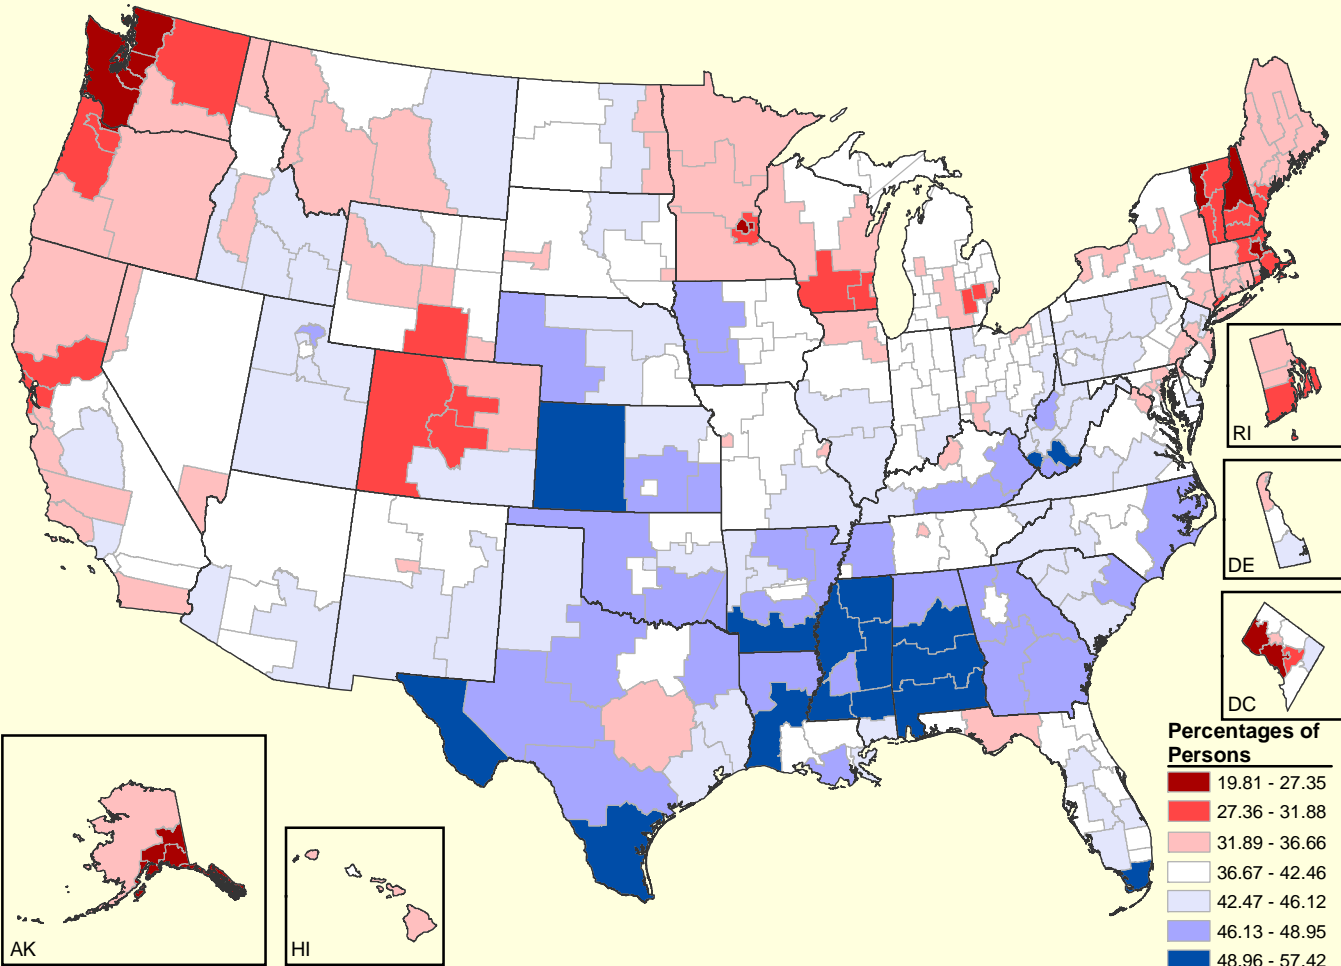 RI
DE
DC
AK
HI
Percentages of
Persons
19.81 - 27.35
27.36 - 31.88
31.89 - 36.66
36.67 - 42.46
42.47 - 46.12
46.13 - 48.95
48.96 - 57.42